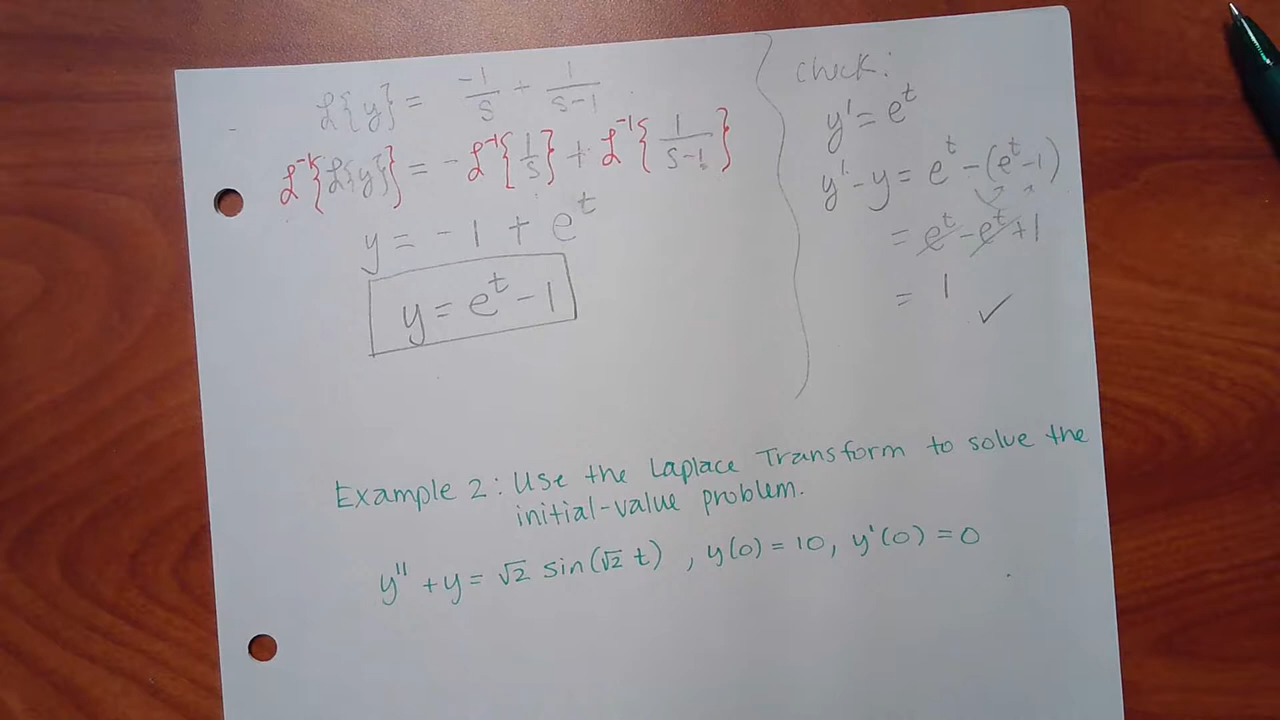 ℒ{y} = -1/s + 1/(s-1)
ℒ⁻¹{ℒ{y}} = -ℒ⁻¹{1/s} + ℒ⁻¹{1/(s-1)}
y = -1 + e^t
y = e^t - 1
check:
y' = e^t
y' - y = e^t - (e^t - 1)
= e^t - e^t + 1
= 1 ✓
Example 2: Use the Laplace Transform to solve the
initial-value problem.
y'' + y = √2 sin(√2 t), y(0) = 10, y'(0) = 0